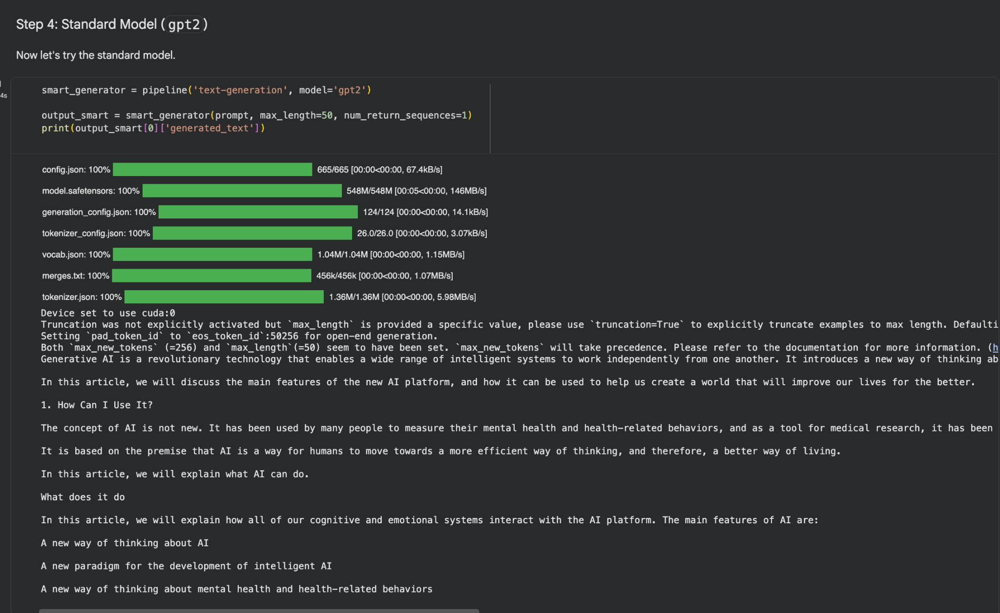 Step 4: Standard Model (gpt2)
Now let's try the standard model.
4s
smart_generator = pipeline('text-generation', model='gpt2')
output_smart = smart_generator(prompt, max_length=50, num_return_sequences=1)
print(output_smart[0]['generated_text'])
config.json: 100% 665/665 [00:00<00:00, 67.4kB/s]
model.safetensors: 100% 548M/548M [00:05<00:00, 146MB/s]
generation_config.json: 100% 124/124 [00:00<00:00, 14.1kB/s]
tokenizer_config.json: 100% 26.0/26.0 [00:00<00:00, 3.07kB/s]
vocab.json: 100% 1.04M/1.04M [00:00<00:00, 1.15MB/s]
merges.txt: 100% 456k/456k [00:00<00:00, 1.07MB/s]
tokenizer.json: 100% 1.36M/1.36M [00:00<00:00, 5.98MB/s]
Device set to use cuda:0
Truncation was not explicitly activated but `max_length` is provided a specific value, please use `truncation=True` to explicitly truncate examples to max length. Defaulti
Setting `pad_token_id` to `eos_token_id`:50256 for open-end generation.
Both `max_new_tokens` (=256) and `max_length`(=50) seem to have been set. `max_new_tokens` will take precedence. Please refer to the documentation for more information. (h
Generative AI is a revolutionary technology that enables a wide range of intelligent systems to work independently from one another. It introduces a new way of thinking ab
In this article, we will discuss the main features of the new AI platform, and how it can be used to help us create a world that will improve our lives for the better.
1. How Can I Use It?
The concept of AI is not new. It has been used by many people to measure their mental health and health-related behaviors, and as a tool for medical research, it has been
It is based on the premise that AI is a way for humans to move towards a more efficient way of thinking, and therefore, a better way of living.
In this article, we will explain what AI can do.
What does it do
In this article, we will explain how all of our cognitive and emotional systems interact with the AI platform. The main features of AI are:
A new way of thinking about AI
A new paradigm for the development of intelligent AI
A new way of thinking about mental health and health-related behaviors